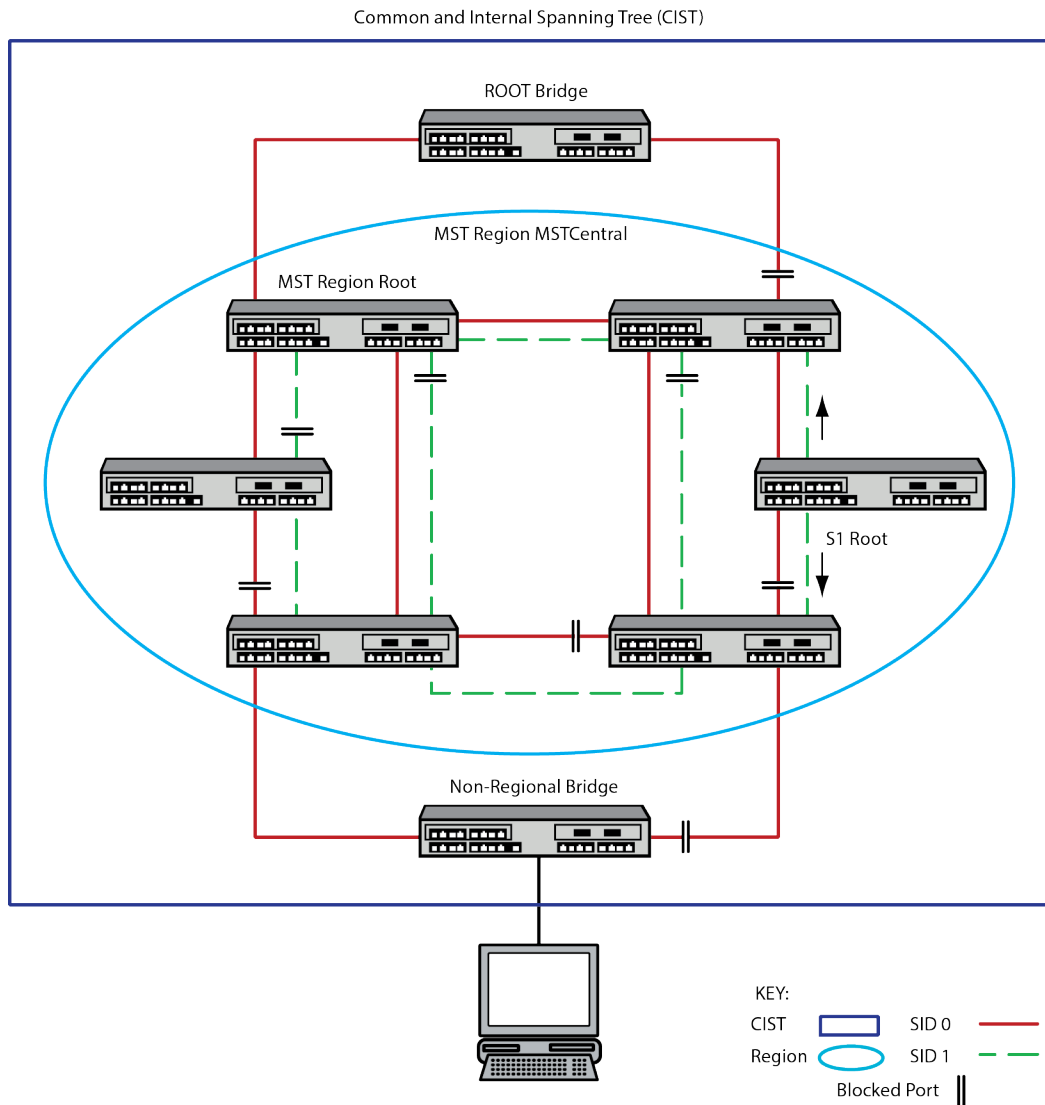 Common and Internal Spanning Tree (CIST)
ROOT Bridge
MST Region MSTCentral
MST Region Root
S1 Root
Non-Regional Bridge
KEY:
CIST
SID 0
Region
SID 1
Blocked Port